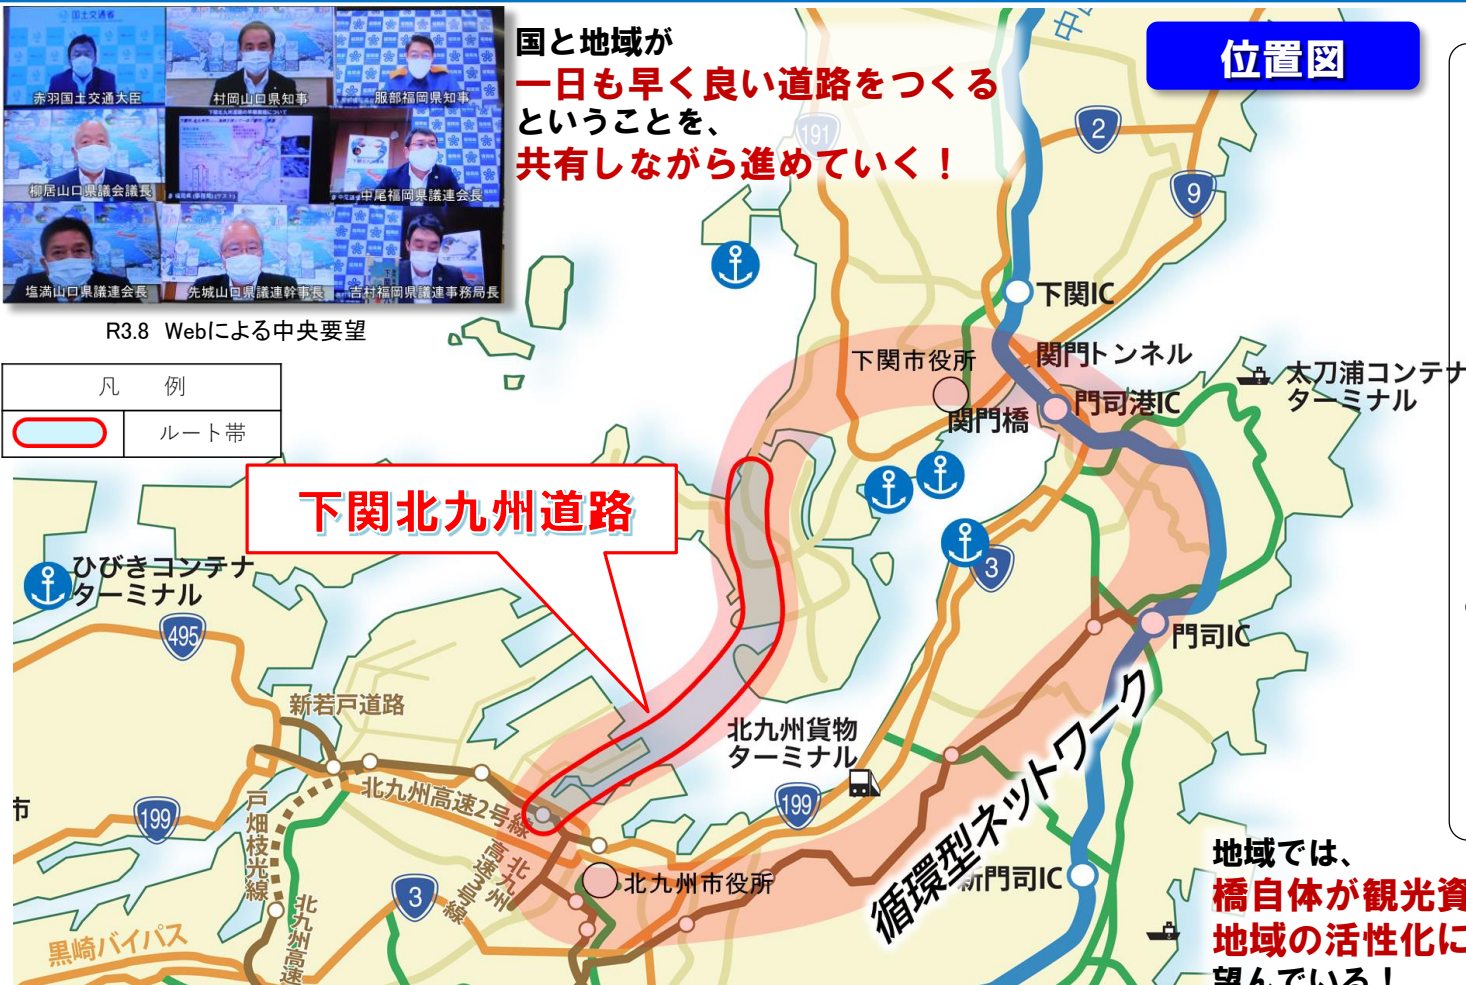 国土交通省
赤羽国土交通大臣
村岡山口県知事
服部福岡県知事
柳居山口県議会議長
中尾福岡県議連会長
塩満山口県議連会長
先城山口県議連幹事長
吉村福岡県議連事務局長
R3.8 Webによる中央要望
国と地域が
一日も早く良い道路をつくる
ということを、
共有しながら進めていく！
位置図
凡 例
ルート帯
191
2
9
下関IC
下関市役所
関門トンネル
関門橋
門司港IC
太刀浦コンテナ
ターミナル
下関北九州道路
ひびきコンテナ
ターミナル
495
3
門司IC
新若戸道路
北九州貨物
ターミナル
循環型ネットワーク
199
199
北九州高速2号線
戸畑枝光線
北九州
高速3号線
北九州市役所
新門司IC
3
北九州高速
黒崎バイパス
市
地域では、
橋自体が観光資
地域の活性化に
望んでいる！